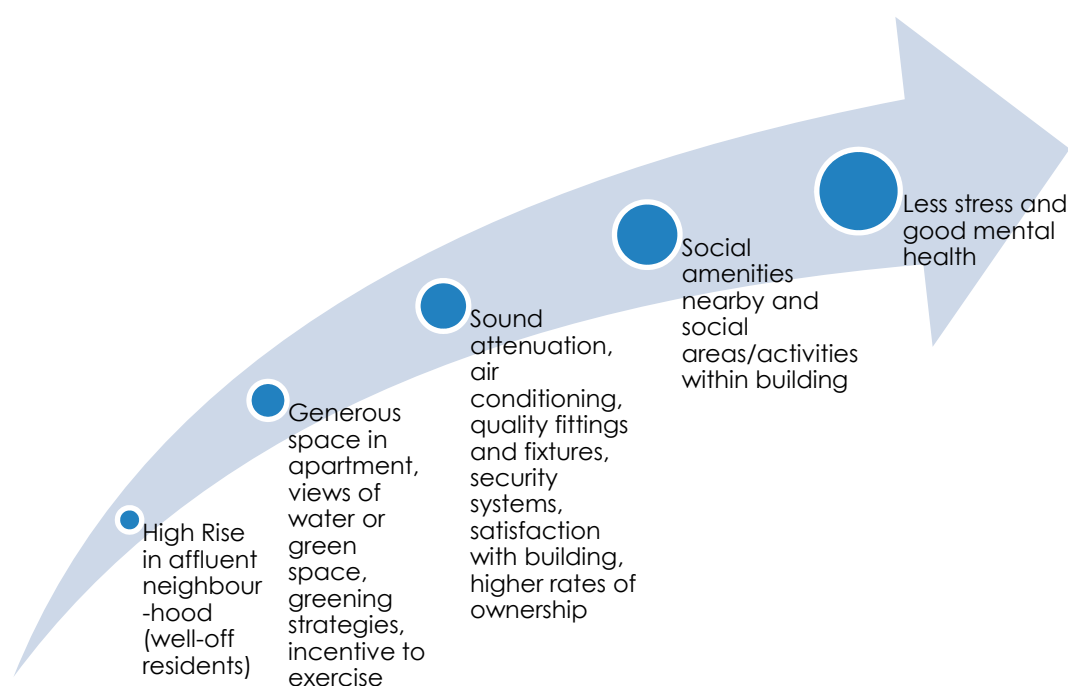 High Rise
in affluent
neighbour
-hood
(well-off
residents)
Generous
space in
apartment,
views of
water or
green
space,
greening
strategies,
incentive to
exercise
Sound
attenuation,
air
conditioning,
quality fittings
and fixtures,
security
systems,
satisfaction
with building,
higher rates of
ownership
Social
amenities
nearby and
social
areas/activities
within building
Less stress and
good mental
health